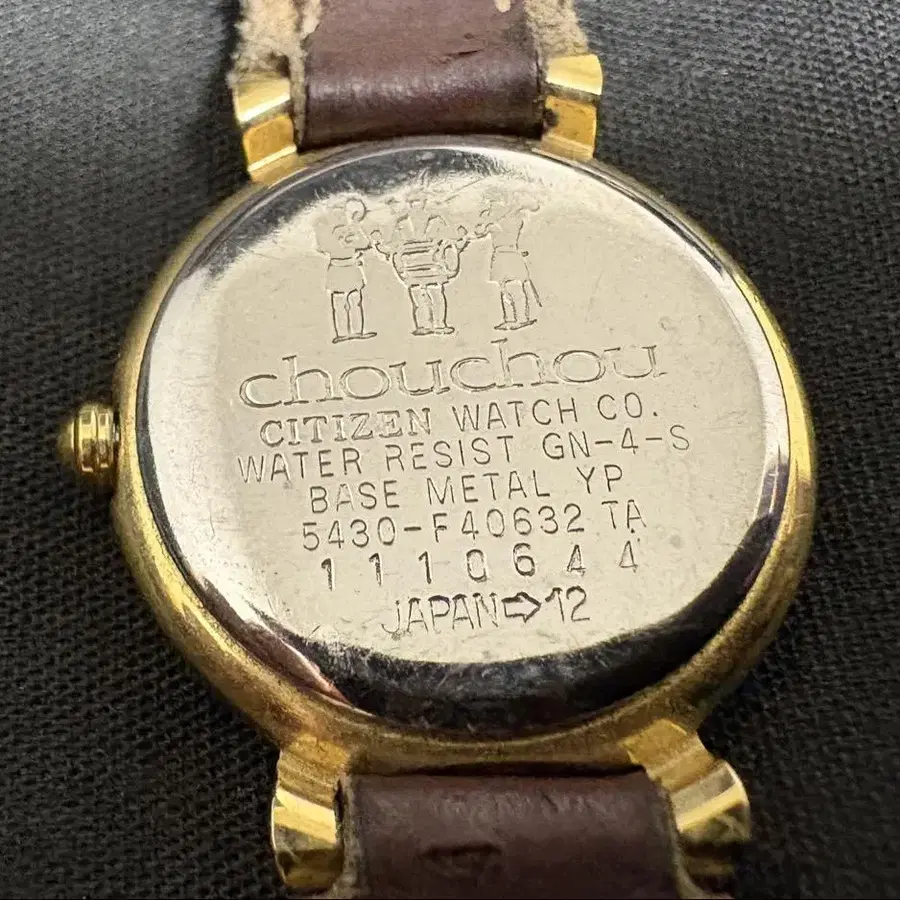 chouchou
CITIZEN WATCH CO.
WATER RESIST GN-4-S
BASE METAL YP
5430-F40632 TA
1110644
JAPAN⇨12